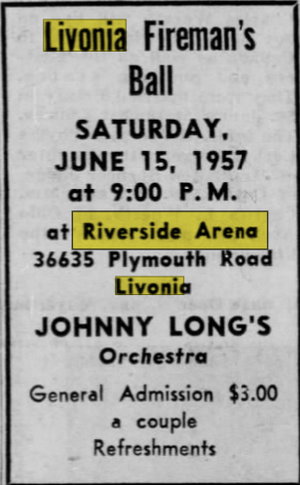 Livonia Fireman's
Ball
SATURDAY,
JUNE 15, 1957
at 9:00 P. M.
at Riverside Arena
36635 Plymouth Road
Livonia
JOHNNY LONG'S
Orchestra
General Admission $3.00
a couple
Refreshments